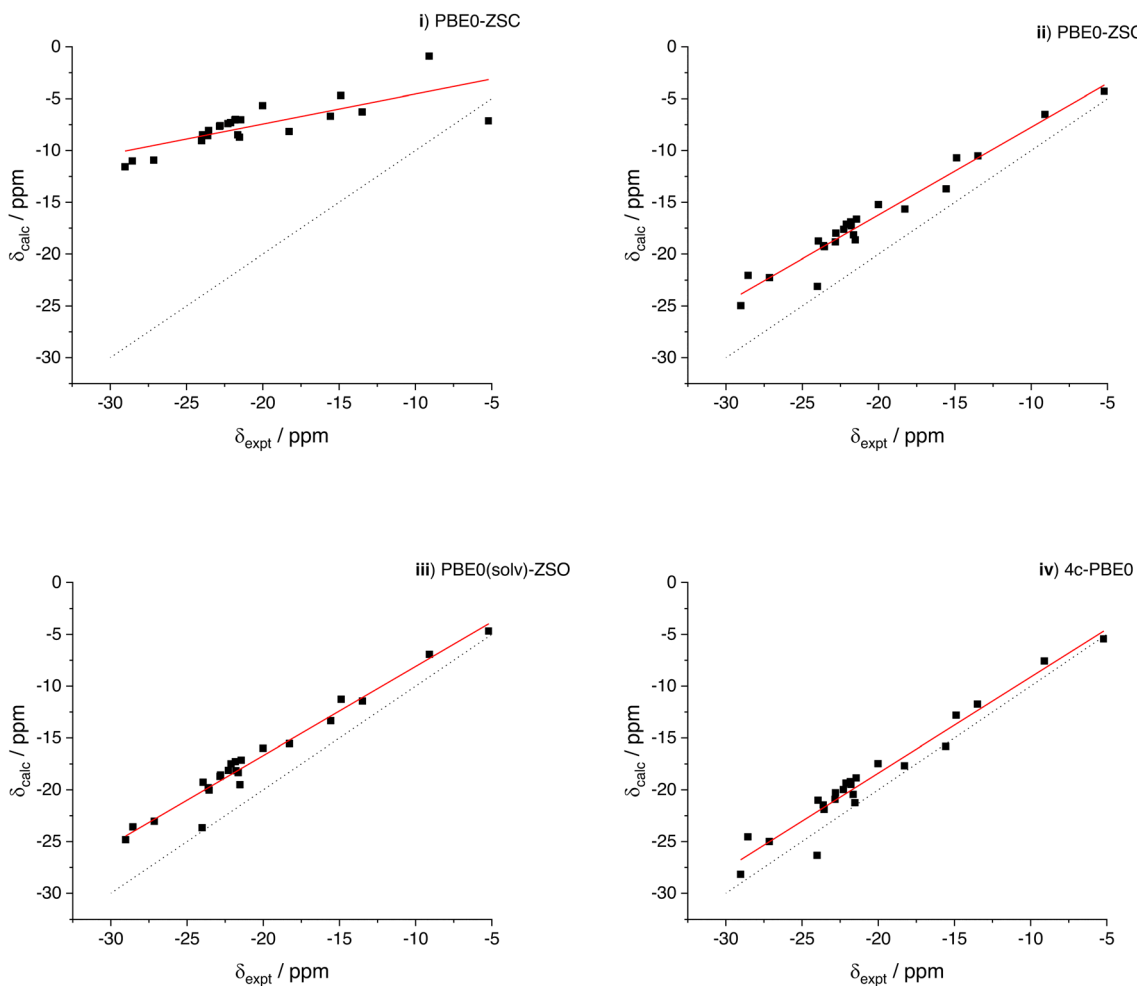 i) PBE0-ZSC
0
-5
-10
-15
-20
-25
-30
δcalc / ppm
-30 -25 -20 -15 -10 -5
δexpt / ppm
ii) PBE0-ZSO
0
-5
-10
-15
-20
-25
-30
δcalc / ppm
-30 -25 -20 -15 -10 -5
δexpt / ppm
iii) PBE0(solv)-ZSO
0
-5
-10
-15
-20
-25
-30
δcalc / ppm
-30 -25 -20 -15 -10 -5
δexpt / ppm
iv) 4c-PBE0
0
-5
-10
-15
-20
-25
-30
δcalc / ppm
-30 -25 -20 -15 -10 -5
δexpt / ppm